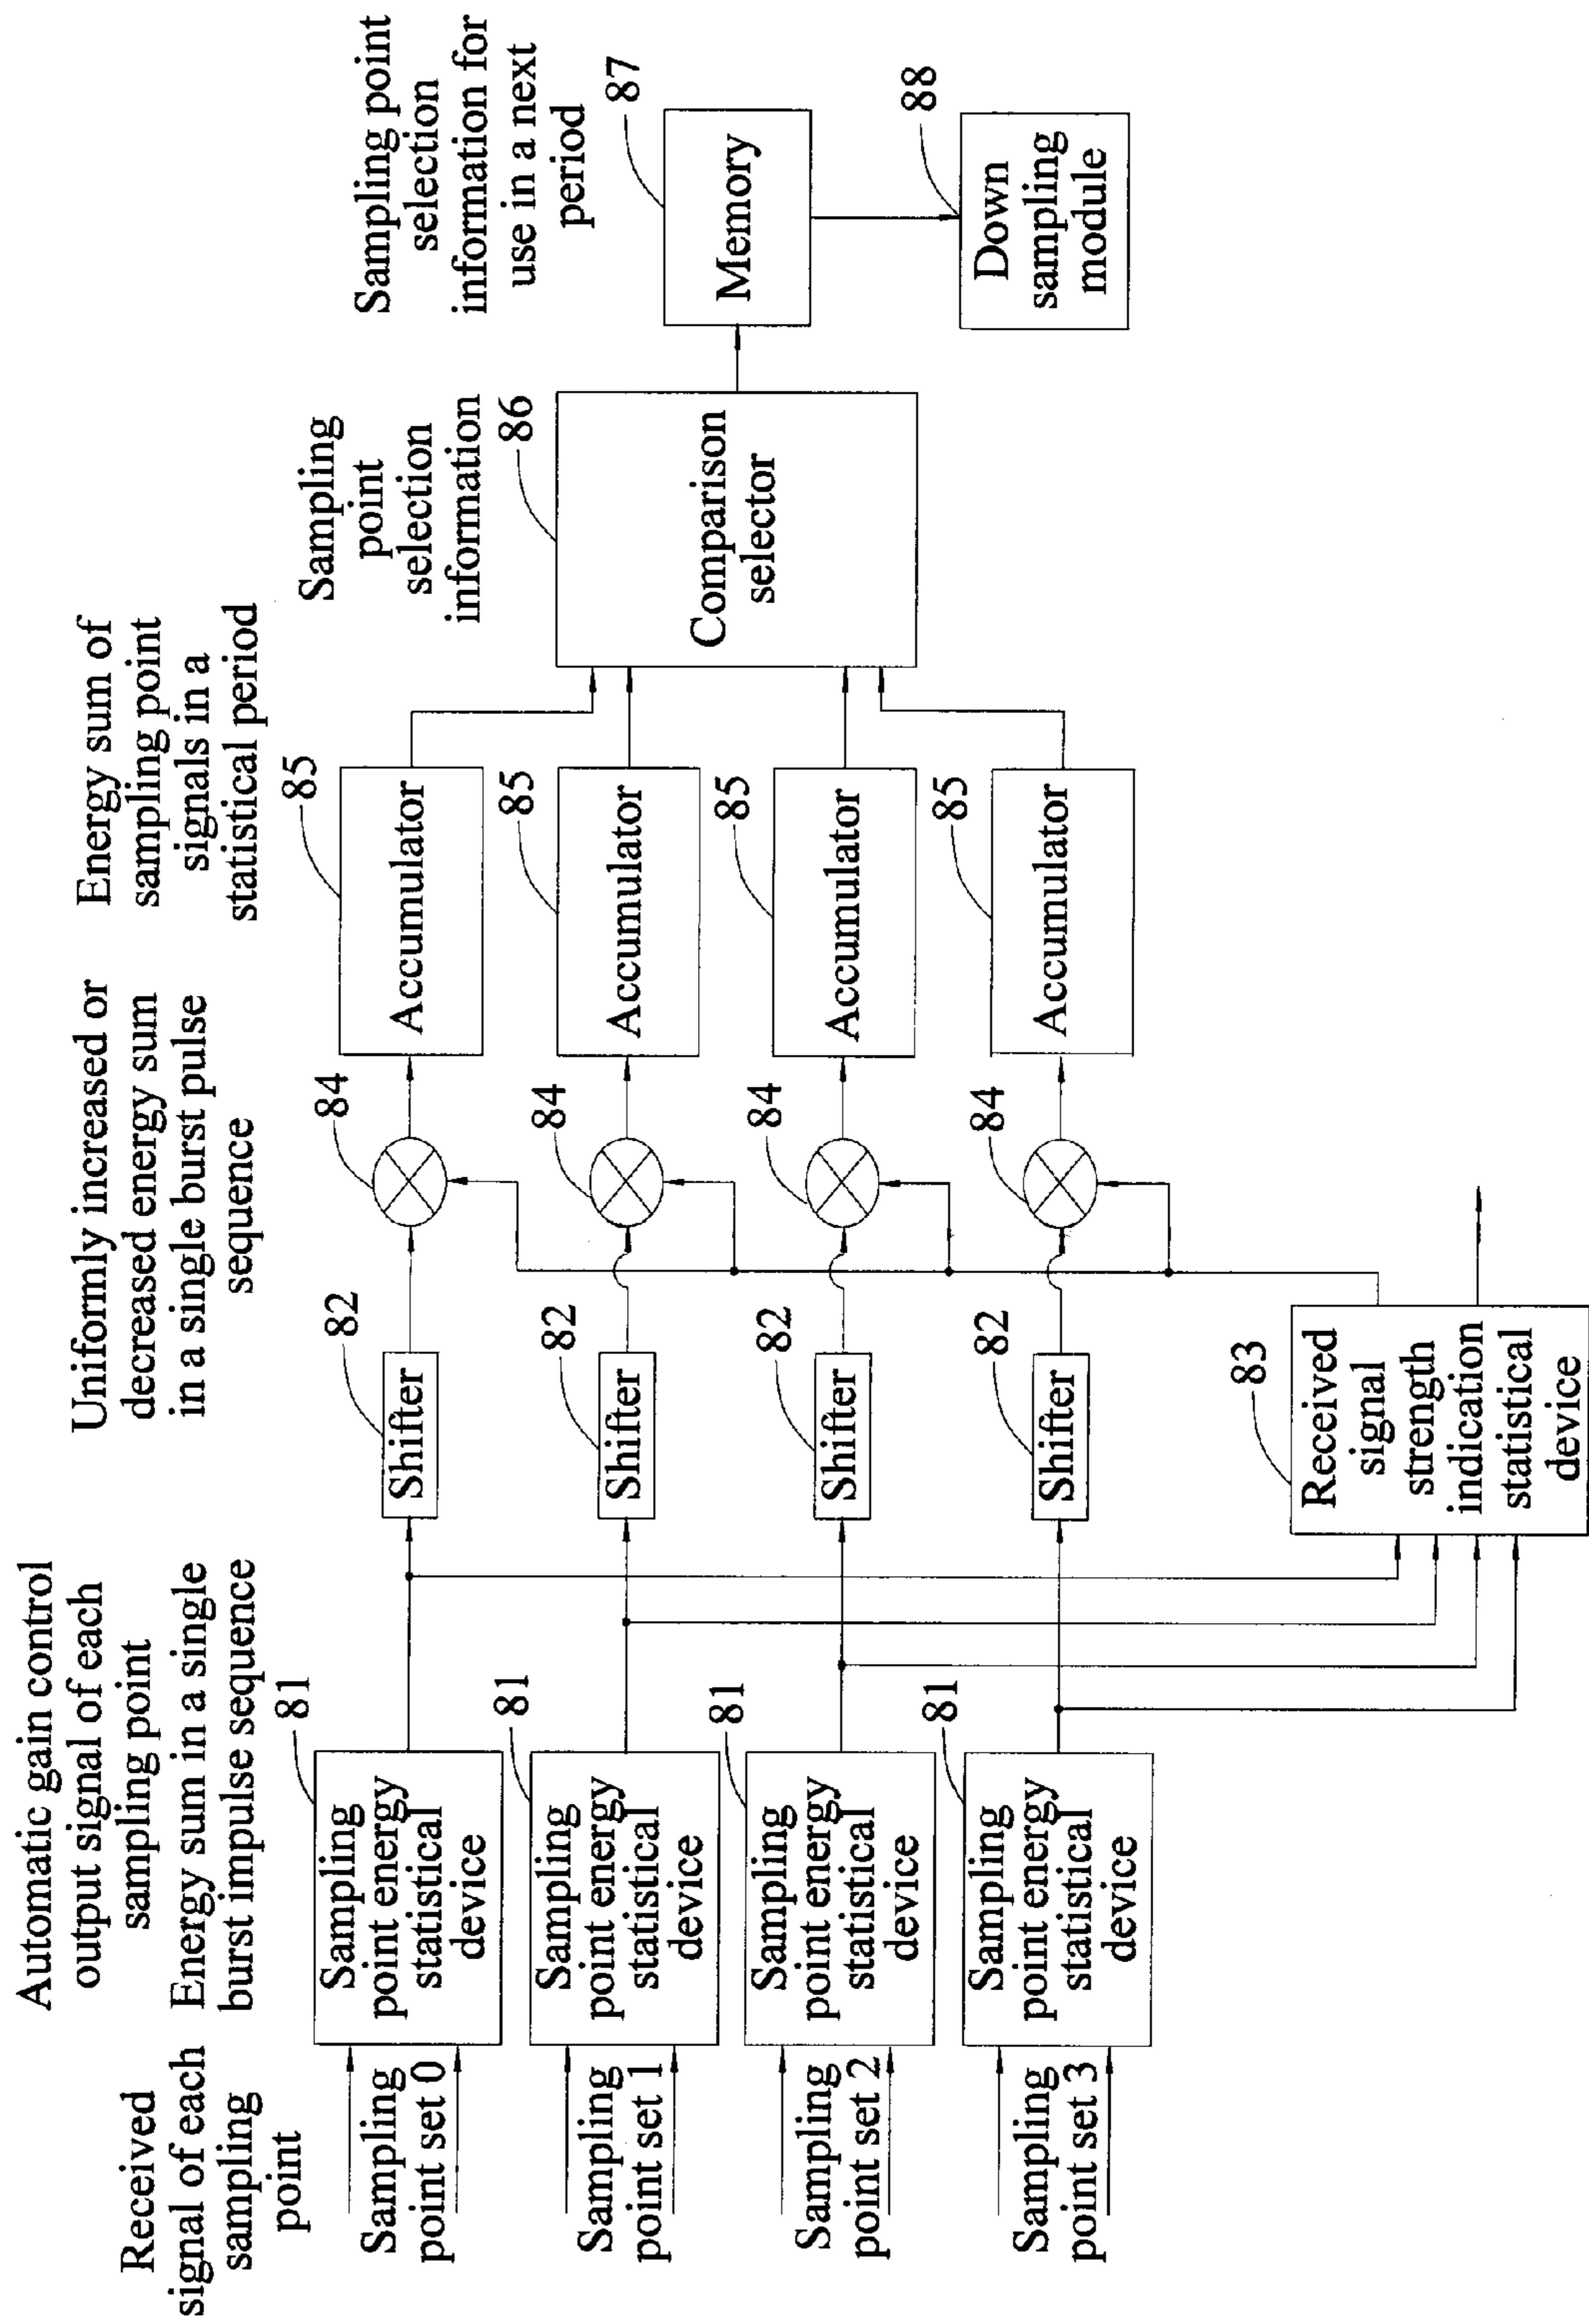 Received
signal of each
sampling
point
Automatic gain control
output signal of each
sampling point
Energy sum in a single
burst impulse sequence
Uniformly increased or
decreased energy sum
in a single burst pulse
sequence
Energy sum of
sampling point
signals in a
statistical period
Sampling
point
selection
information
Sampling point
selection
information for
use in a next
period
Sampling
point set 0
81
Sampling
point energy
statistical
device
82
Shifter
84
85
Accumulator
Sampling
point set 1
81
Sampling
point energy
statistical
device
82
Shifter
84
85
Accumulator
Sampling
point set 2
81
Sampling
point energy
statistical
device
82
Shifter
84
85
Accumulator
Sampling
point set 3
81
Sampling
point energy
statistical
device
82
Shifter
84
85
Accumulator
83
Received
signal
strength
indication
statistical
device
86
Comparison
selector
87
Memory
88
Down
sampling
module